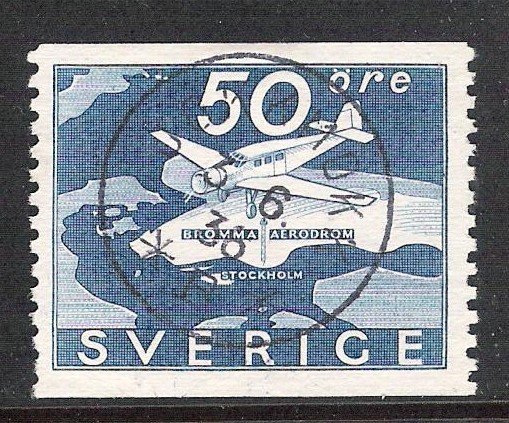 50 öre
BROMMA AERODROM
STOCKHOLM
SVERIGE